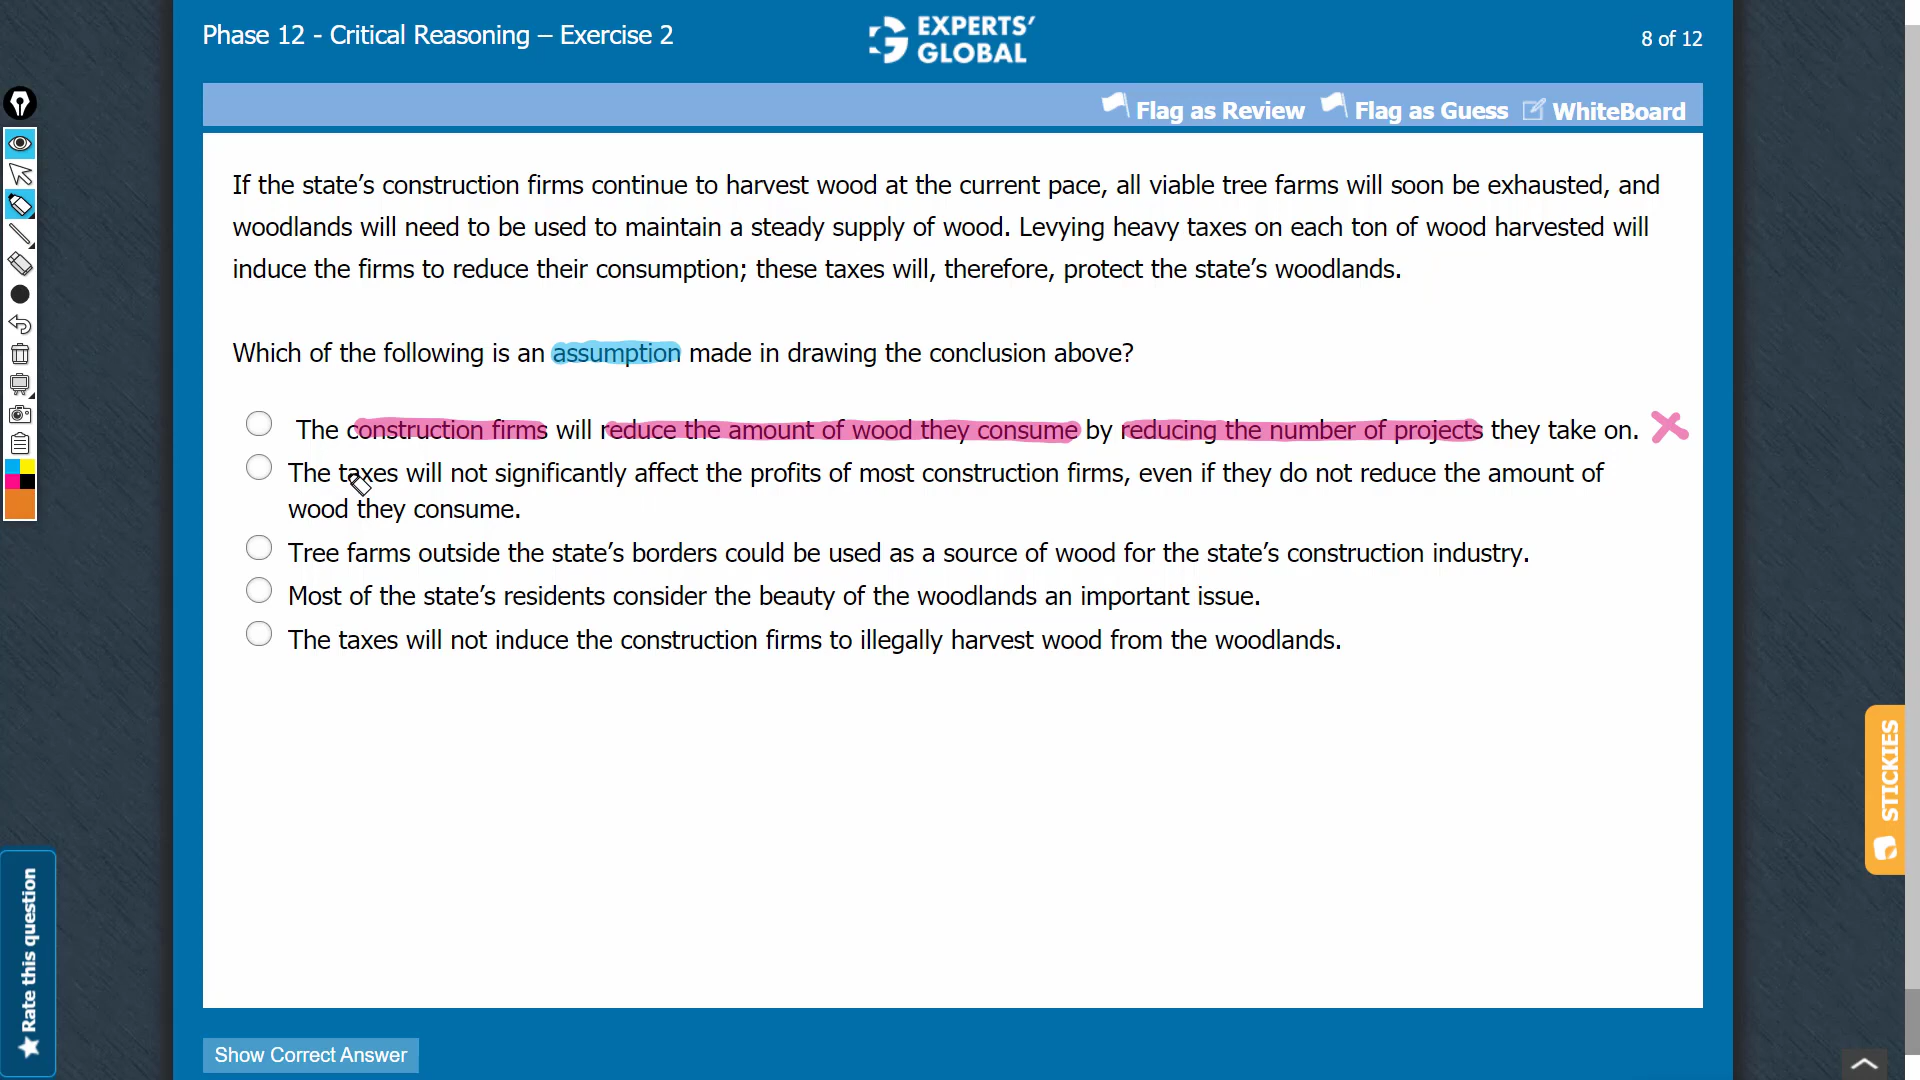 Phase 12 - Critical Reasoning – Exercise 2
EXPERTS’
GLOBAL
8 of 12
Flag as Review
Flag as Guess
WhiteBoard
If the state’s construction firms continue to harvest wood at the current pace, all viable tree farms will soon be exhausted, and
woodlands will need to be used to maintain a steady supply of wood. Levying heavy taxes on each ton of wood harvested will
induce the firms to reduce their consumption; these taxes will, therefore, protect the state’s woodlands.
Which of the following is an assumption made in drawing the conclusion above?
The construction firms will reduce the amount of wood they consume by reducing the number of projects they take on.
The taxes will not significantly affect the profits of most construction firms, even if they do not reduce the amount of
wood they consume.
Tree farms outside the state’s borders could be used as a source of wood for the state’s construction industry.
Most of the state’s residents consider the beauty of the woodlands an important issue.
The taxes will not induce the construction firms to illegally harvest wood from the woodlands.
STICKIES
Rate this question
Show Correct Answer